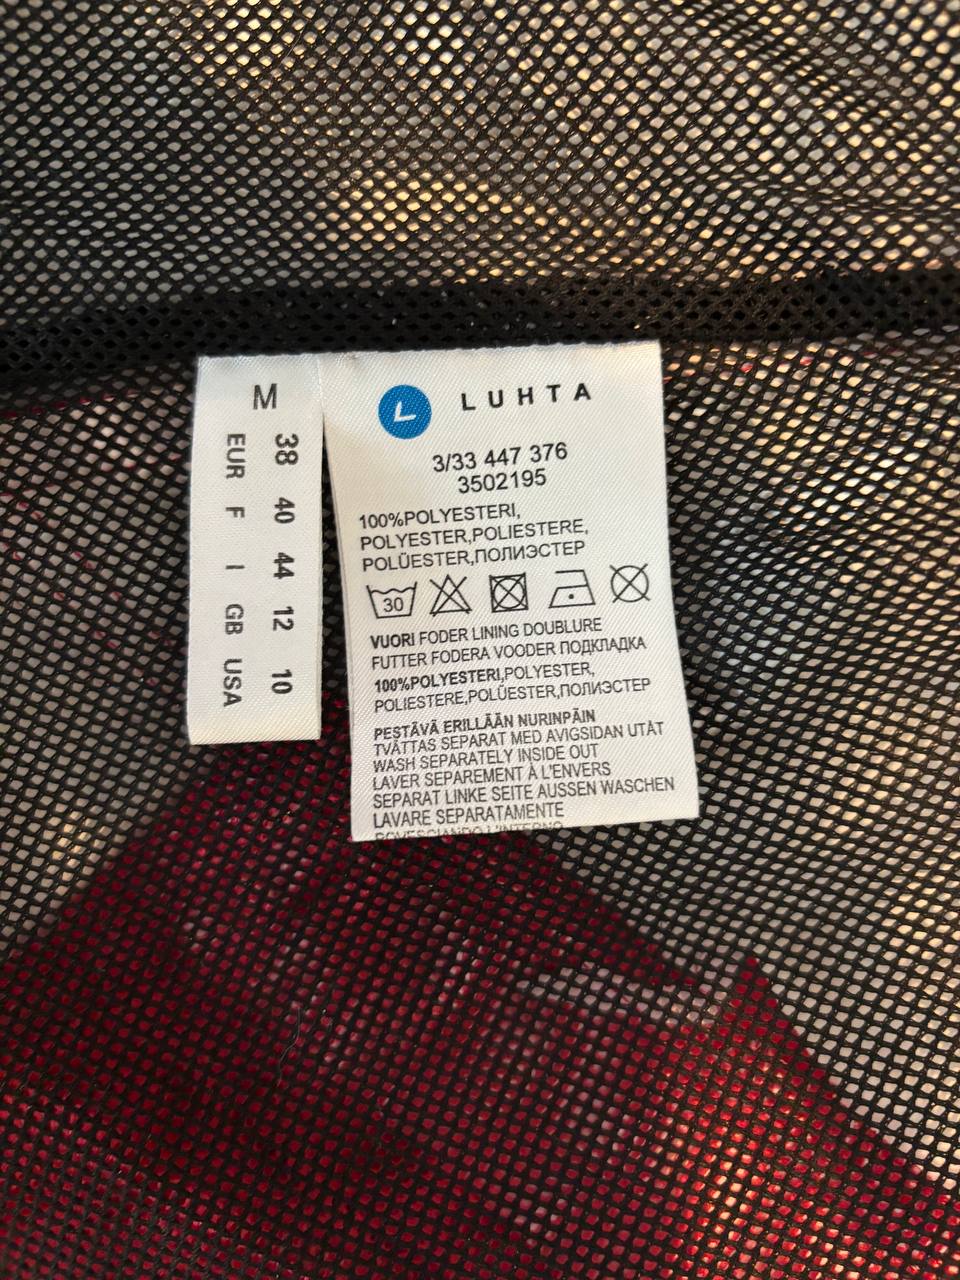 M
38 40 44 12 10
EUR F I GB USA
L LUHTA
3/33 447 376
3502195
100%POLYESTERI,
POLYESTER,POLIESTERE,
POLÜESTER,ПОЛИЭСТЕР
30
VUORI FODER LINING DOUBLURE
FUTTER FODERA VOODER ПОДКЛАДКА
100%POLYESTERI,POLYESTER,
POLIESTERE,POLÜESTER,ПОЛИЭСТЕР
PESTÄVÄ ERILLÄÄN NURINPÄIN
TVÄTTAS SEPARAT MED AVIGSIDAN UTÅT
WASH SEPARATELY INSIDE OUT
LAVER SEPAREMENT À L'ENVERS
SEPARAT LINKE SEITE AUSSEN WASCHEN
LAVARE SEPARATAMENTE
ROVESCIANDO L'INTERNO